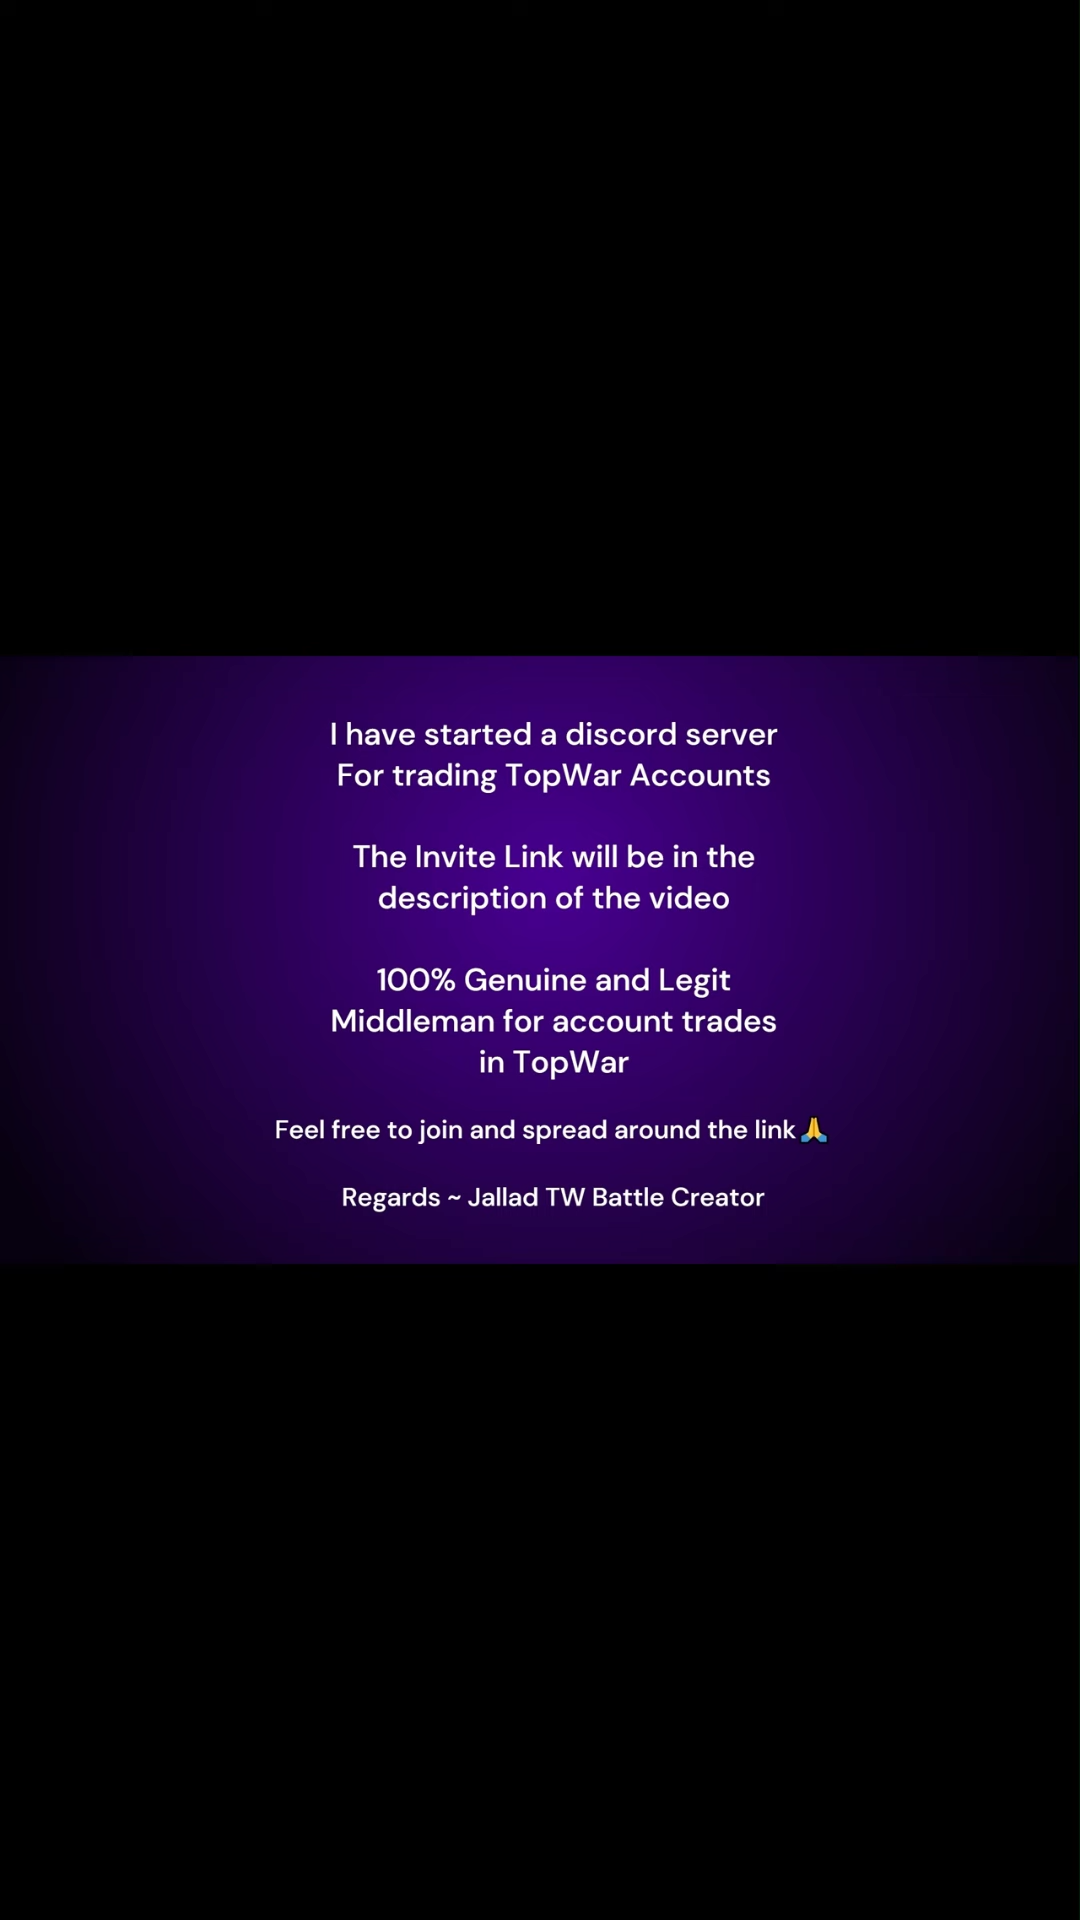 I have started a discord server
For trading TopWar Accounts
The Invite Link will be in the
description of the video
100% Genuine and Legit
Middleman for account trades
in TopWar
Feel free to join and spread around the link🙏
Regards ~ Jallad TW Battle Creator